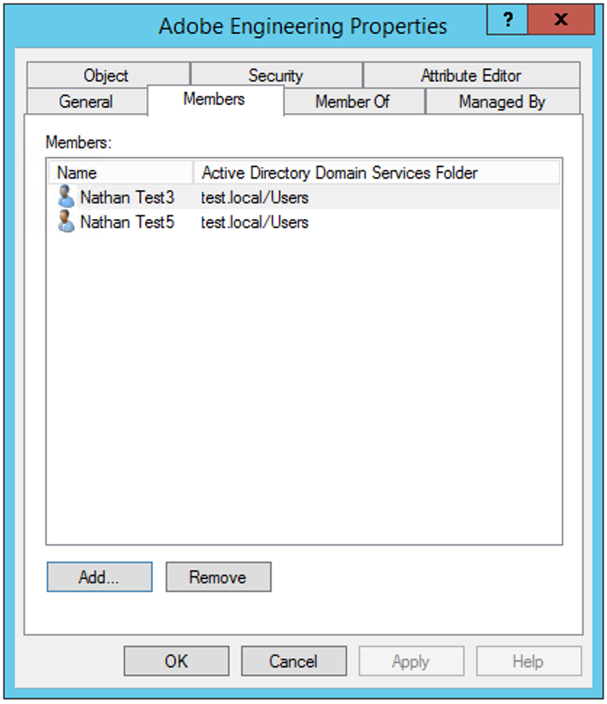 Adobe Engineering Properties
? x
Object Security Attribute Editor
General Members Member Of Managed By
Members:
Name Active Directory Domain Services Folder
Nathan Test3 test.local/Users
Nathan Test5 test.local/Users
Add... Remove
OK Cancel Apply Help